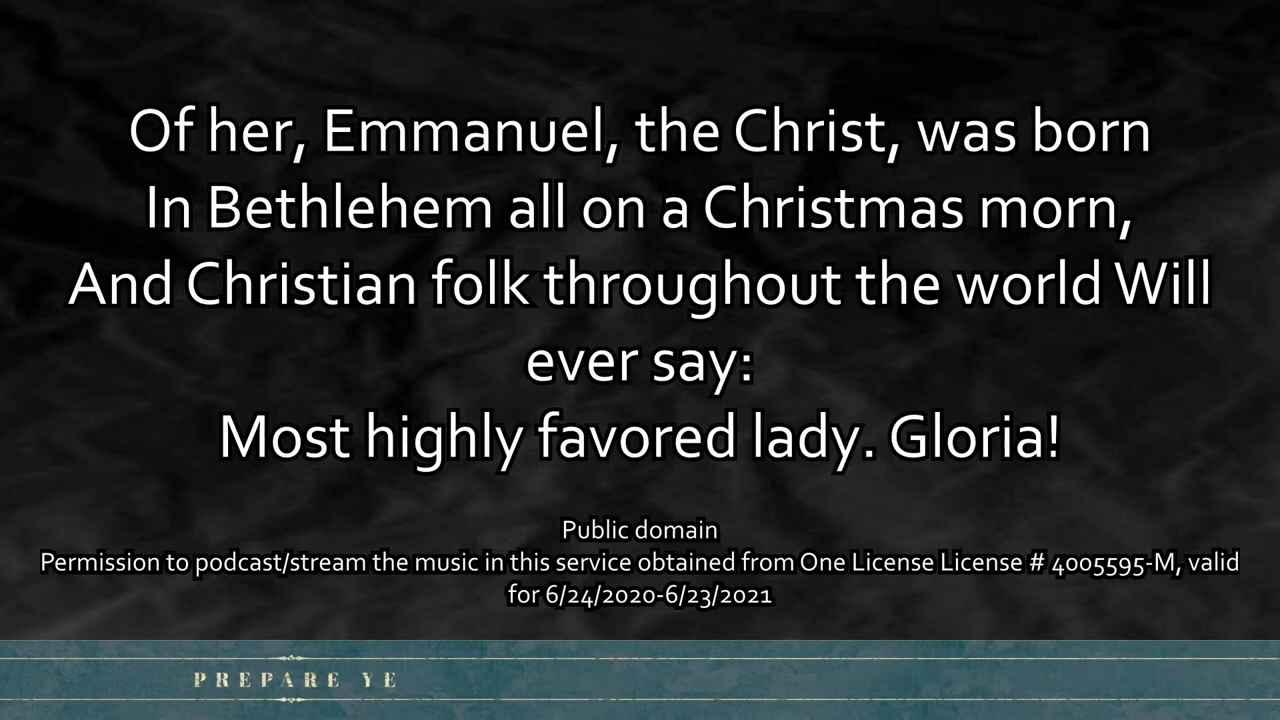 Of her, Emmanuel, the Christ, was born
In Bethlehem all on a Christmas morn,
And Christian folk throughout the world Will
ever say:
Most highly favored lady. Gloria!
Public domain
Permission to podcast/stream the music in this service obtained from One License License # 4005595-M, valid
for 6/24/2020-6/23/2021
PREPARE YE